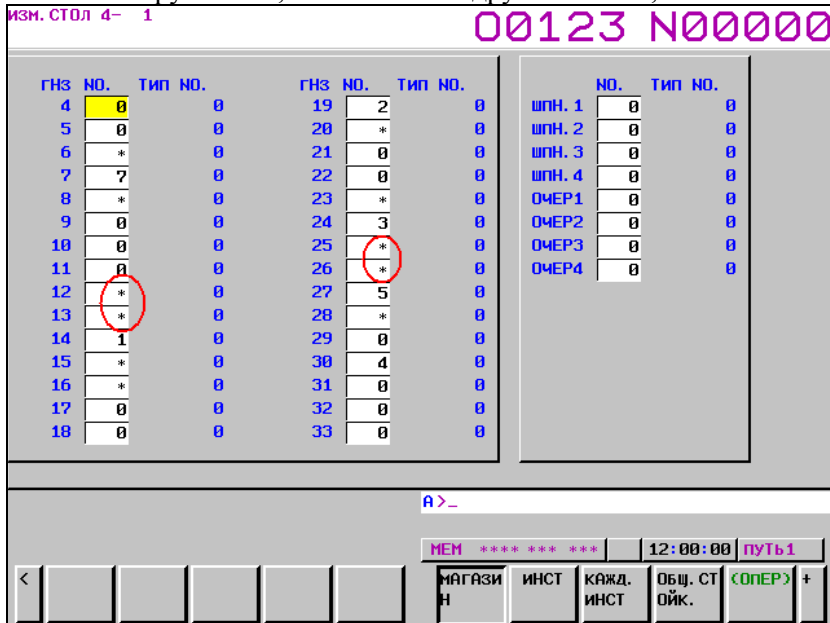 ИЗМ. СТОЛ 4- 1
O0123 N00000
ГНЗ NO. ТИП NO. ГНЗ NO. ТИП NO. NO. ТИП NO.
4 0 0 19 2 0 ШПН. 1 0 0
5 0 0 20 * 0 ШПН. 2 0 0
6 * 0 21 0 0 ШПН. 3 0 0
7 7 0 22 0 0 ШПН. 4 0 0
8 * 0 23 * 0 ОЧЕР1 0 0
9 0 0 24 3 0 ОЧЕР2 0 0
10 0 0 25 * 0 ОЧЕР3 0 0
11 0 0 26 * 0 ОЧЕР4 0 0
12 * 0 27 5 0
13 * 0 28 * 0
14 1 0 29 0 0
15 * 0 30 4 0
16 * 0 31 0 0
17 0 0 32 0 0
18 0 0 33 0 0
A>_
MEM **** *** *** 12:00:00 ПУТЬ1
< МАГАЗИ ИНСТ КАЖД. ОБЩ. СТ (ОПЕР) +
Н ИНСТ ОЙК.